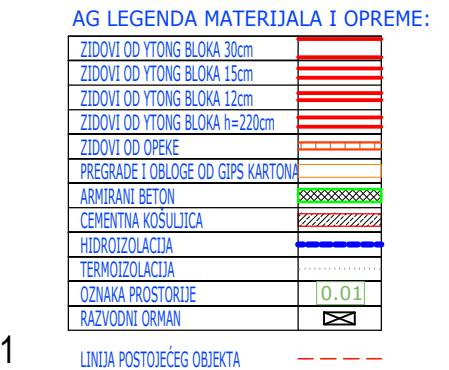 AG LEGENDA MATERIJALA I OPREME:
ZIDOVI OD YTONG BLOKA 30cm
ZIDOVI OD YTONG BLOKA 15cm
ZIDOVI OD YTONG BLOKA 12cm
ZIDOVI OD YTONG BLOKA h=220cm
ZIDOVI OD OPEKE
PREGRADE I OBLOGE OD GIPS KARTONA
ARMIRANI BETON
CEMENTNA KOŠULJICA
HIDROIZOLACIJA
TERMOIZOLACIJA
OZNAKA PROSTORIJE 0.01
RAZVODNI ORMAN
1
LINIJA POSTOJEĆEG OBJEKTA